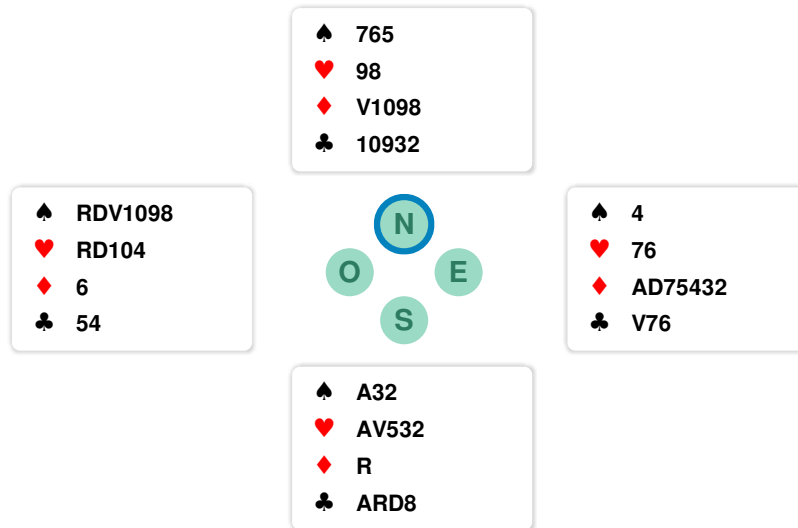 ♠ 765
♥ 98
♦ V1098
♣ 10932
♠ RDV1098
♥ RD104
♦ 6
♣ 54
N
O E
S
♠ 4
♥ 76
♦ AD75432
♣ V76
♠ A32
♥ AV532
♦ R
♣ ARD8